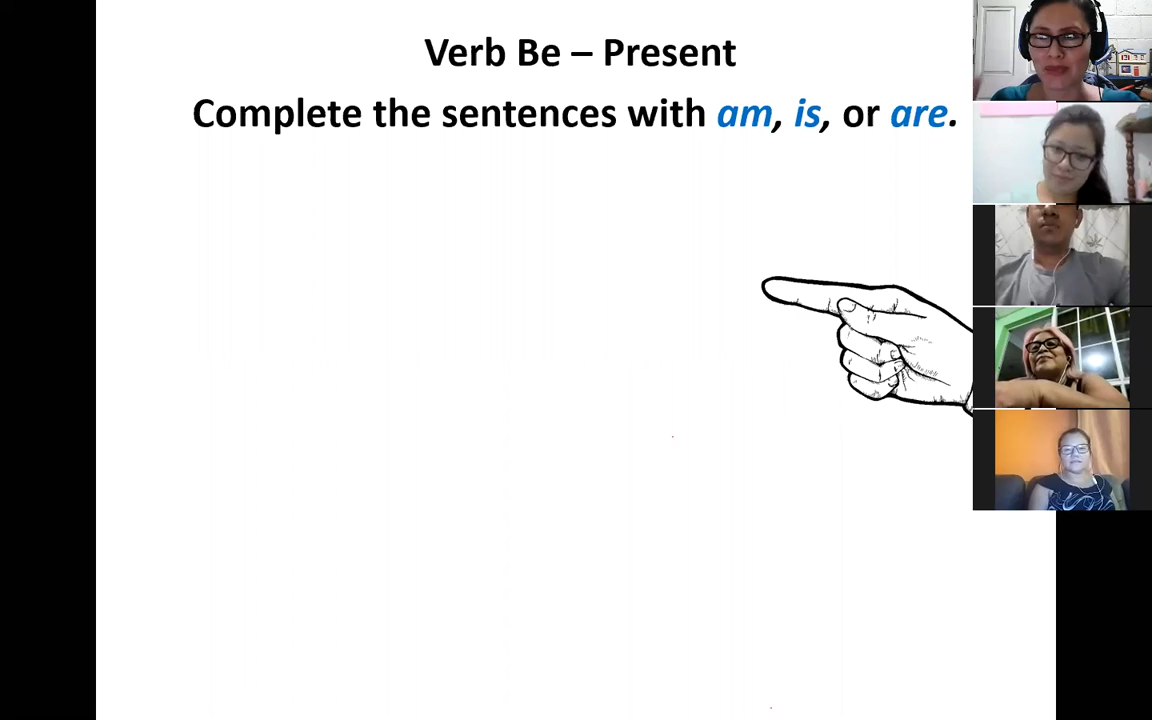 Verb Be – Present
Complete the sentences with am, is, or are.